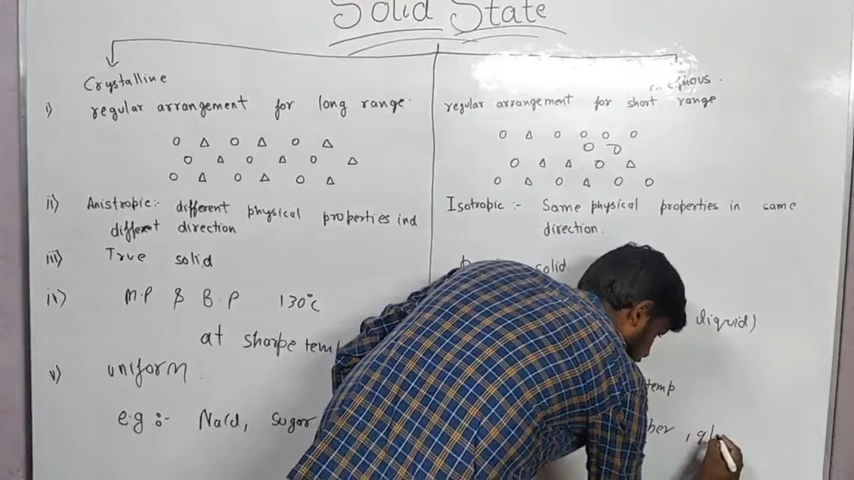 Solid State
Crystalline
i) regular arrangement for long range.
ii) Anistropic:- different physical properties in d
different direction
iii) True solid
iv) M.P & B.P 130°C
at sharpe temp
v) uniform.
e.g:- Nacl, Sugar
regular arrangement for short range
Isotropic :- Same physical properties in same
direction.
solid.
liquid)
temp